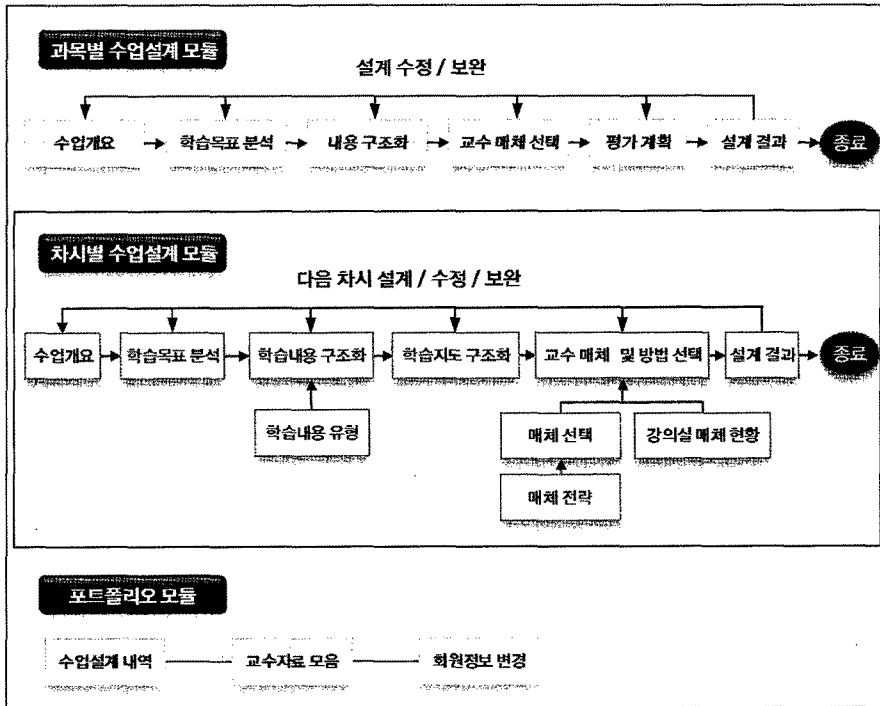 과목별 수업설계 모듈
설계 수정 / 보완
수업개요
학습목표 분석
내용 구조화
교수 매체 선택
평가 계획
설계 결과
종료
차시별 수업설계 모듈
다음 차시 설계 / 수정 / 보완
수업개요
학습목표 분석
학습내용 구조화
학습지도 구조화
교수 매체 및 방법 선택
설계 결과
종료
학습내용 유형
매체 선택
강의실 매체 현황
매체 전략
포트폴리오 모듈
수업설계 내역
교수자료 모음
회원정보 변경